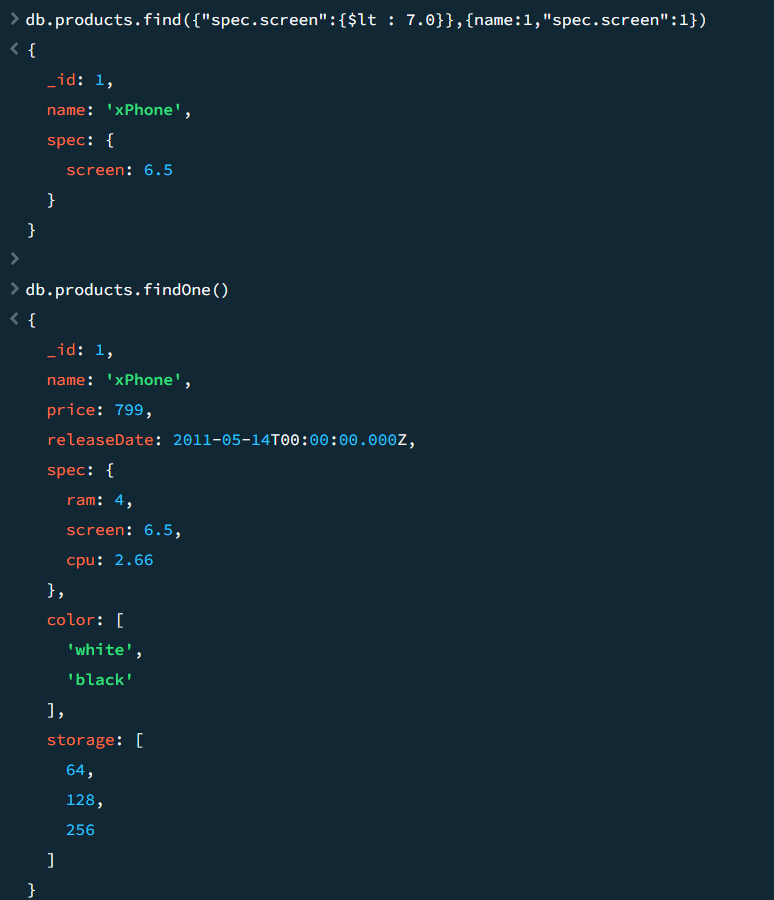 > db.products.find({"spec.screen":{$lt : 7.0}},{name:1,"spec.screen":1})
< {
_id: 1,
name: 'xPhone',
spec: {
screen: 6.5
}
}
>
> db.products.findOne()
< {
_id: 1,
name: 'xPhone',
price: 799,
releaseDate: 2011-05-14T00:00:00.000Z,
spec: {
ram: 4,
screen: 6.5,
cpu: 2.66
},
color: [
'white',
'black'
],
storage: [
64,
128,
256
]
}